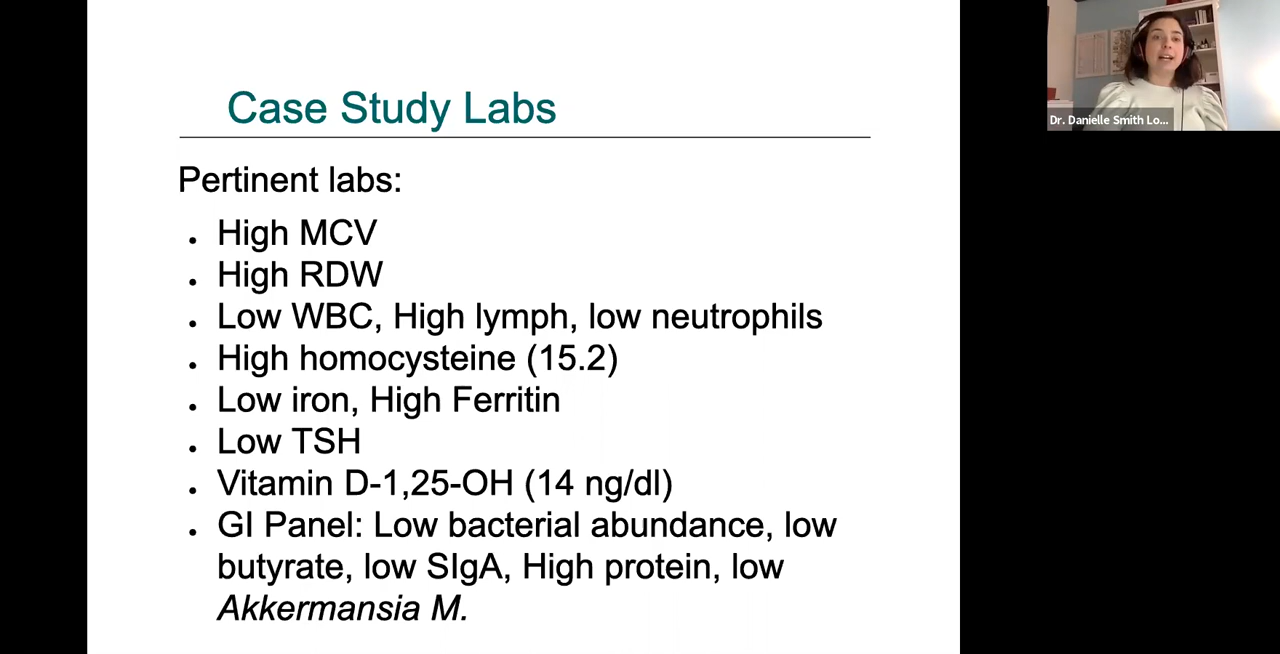 Case Study Labs
Pertinent labs:
• High MCV
• High RDW
• Low WBC, High lymph, low neutrophils
• High homocysteine (15.2)
• Low iron, High Ferritin
• Low TSH
• Vitamin D-1,25-OH (14 ng/dl)
• GI Panel: Low bacterial abundance, low
butyrate, low SIgA, High protein, low
Akkermansia M.
Dr. Danielle Smith Lo...